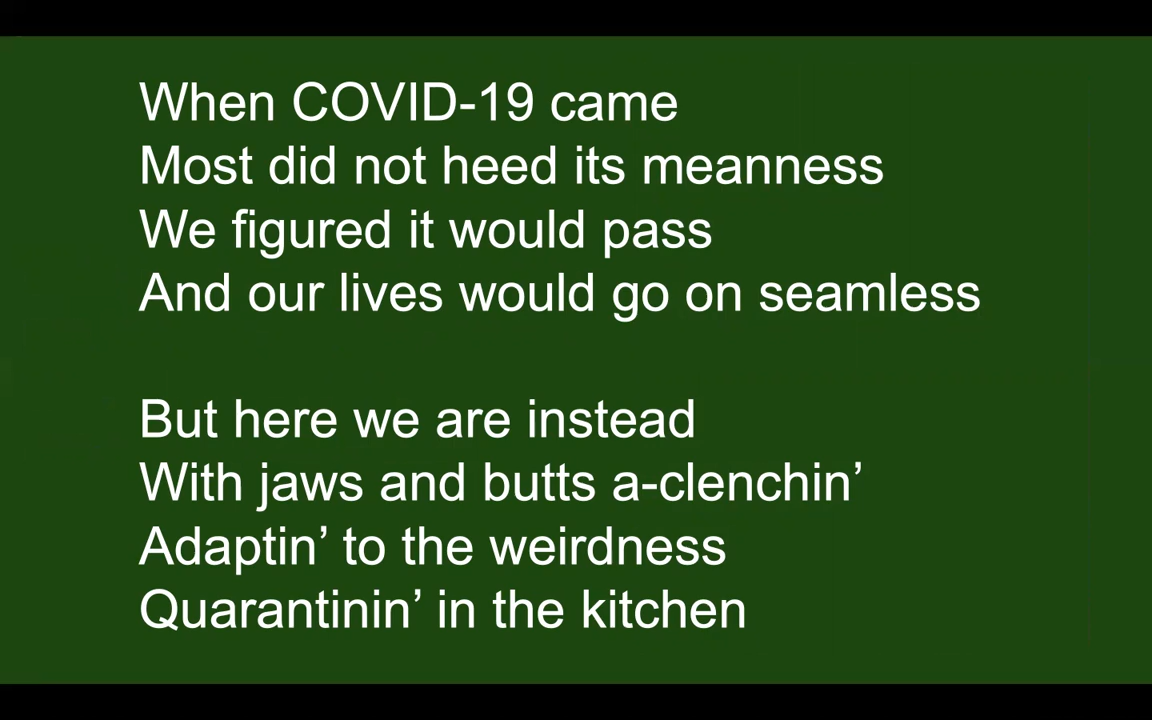 When COVID-19 came
Most did not heed its meanness
We figured it would pass
And our lives would go on seamless
But here we are instead
With jaws and butts a-clenchin’
Adaptin’ to the weirdness
Quarantinin’ in the kitchen